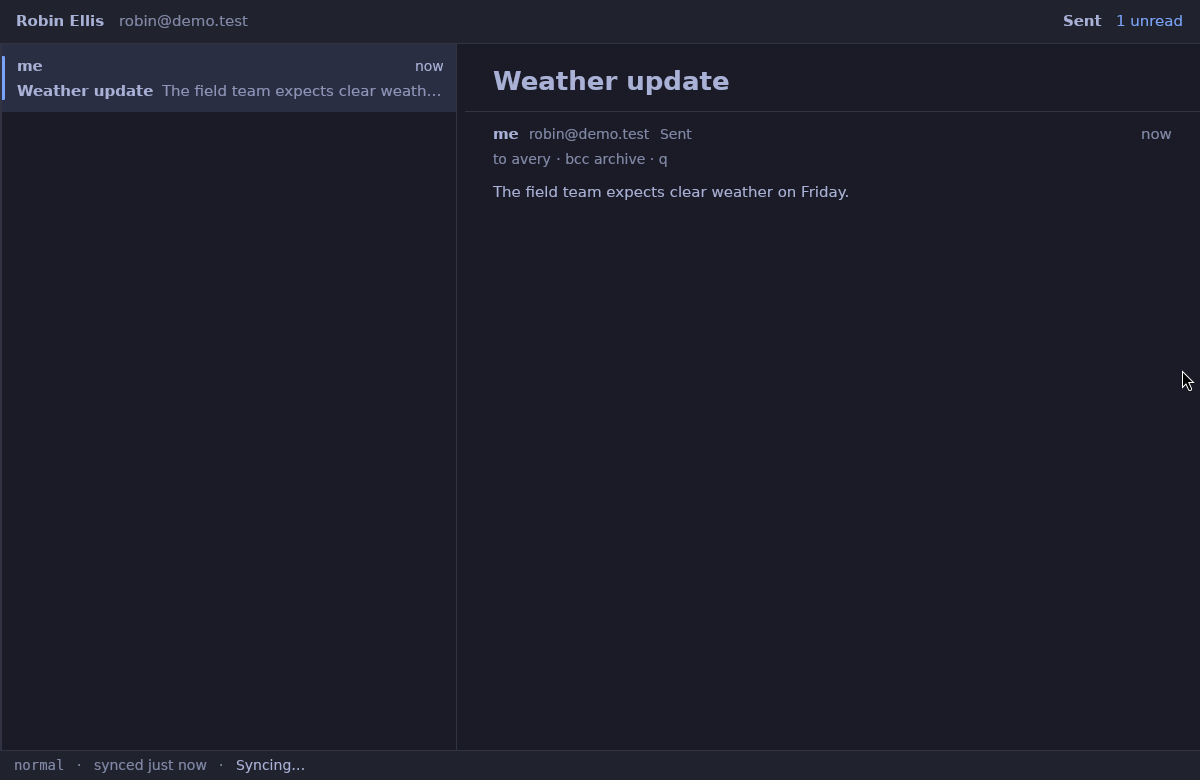 Robin Ellis robin@demo.test Sent 1 unread
me now
Weather update The field team expects clear weath…
Weather update
me robin@demo.test Sent now
to avery · bcc archive · q
The field team expects clear weather on Friday.
normal · synced just now · Syncing…